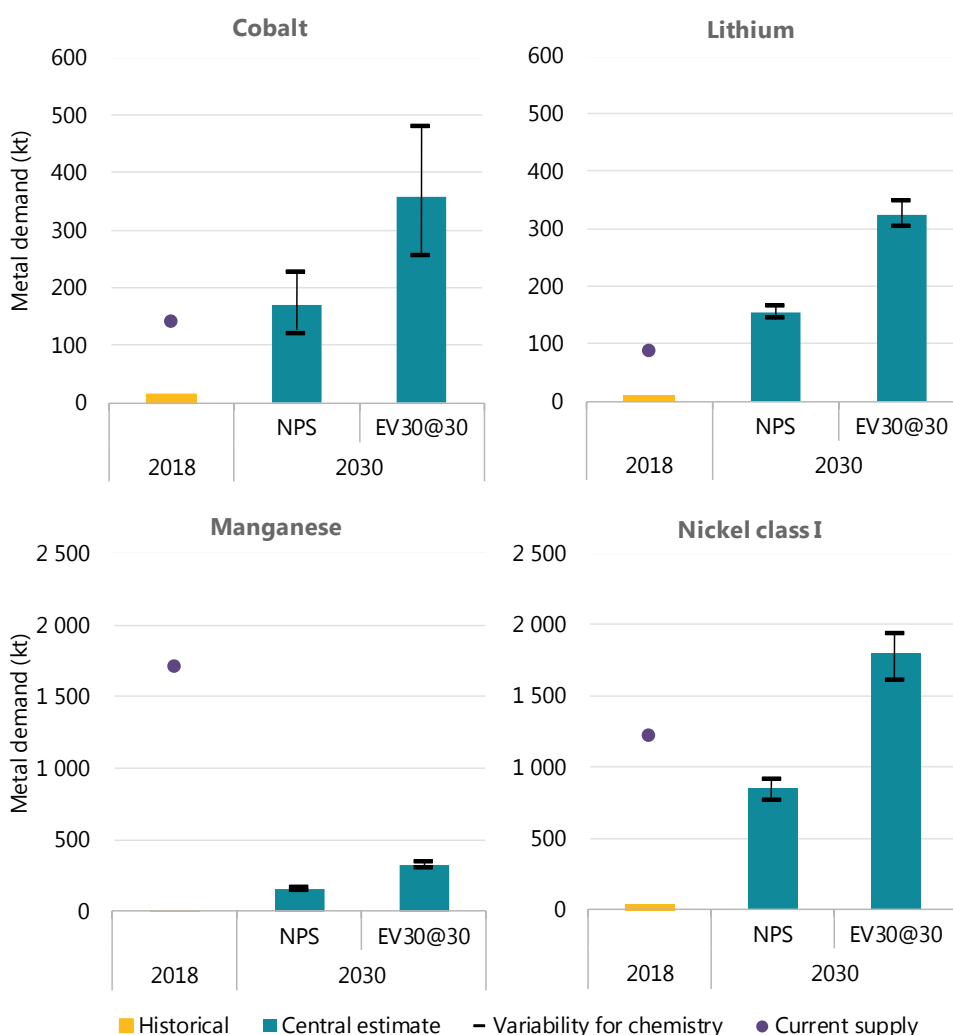 Cobalt
Metal demand (kt)
600
500
400
300
200
100
0
NPS EV30@30
2018 2030
Lithium
600
500
400
300
200
100
0
NPS EV30@30
2018 2030
Manganese
Metal demand (kt)
2 500
2 000
1 500
1 000
500
0
NPS EV30@30
2018 2030
Nickel class I
2 500
2 000
1 500
1 000
500
0
NPS EV30@30
2018 2030
Historical Central estimate Variability for chemistry Current supply